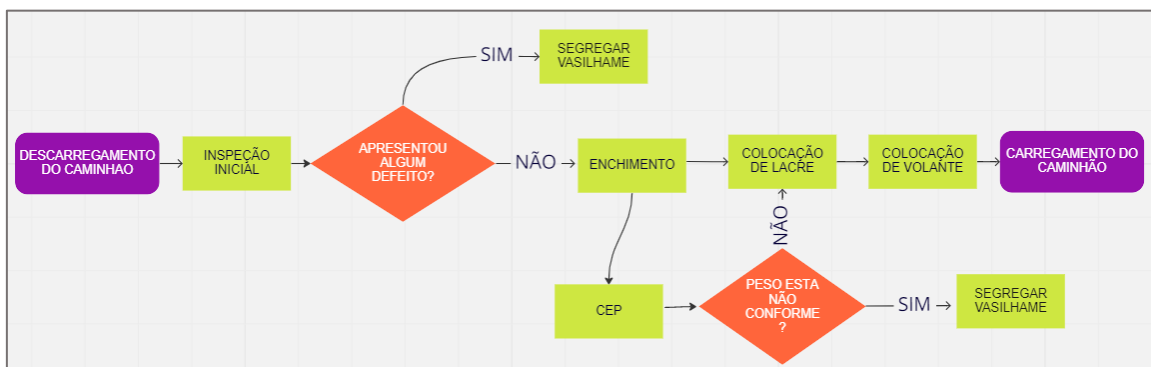 SIM
SEGREGAR
VASILHAME
DESCARREGAMENTO
DO CAMINHAO
INSPEÇÃO
INICIAL
APRESENTOU
ALGUM
DEFEITO?
NÃO
ENCHIMENTO
COLOCAÇÃO
DE LACRE
COLOCAÇÃO
DE VOLANTE
CARREGAMENTO DO
CAMINHÃO
NÃO
CEP
PESO ESTA
NÃO
CONFORME
?
SIM
SEGREGAR
VASILHAME